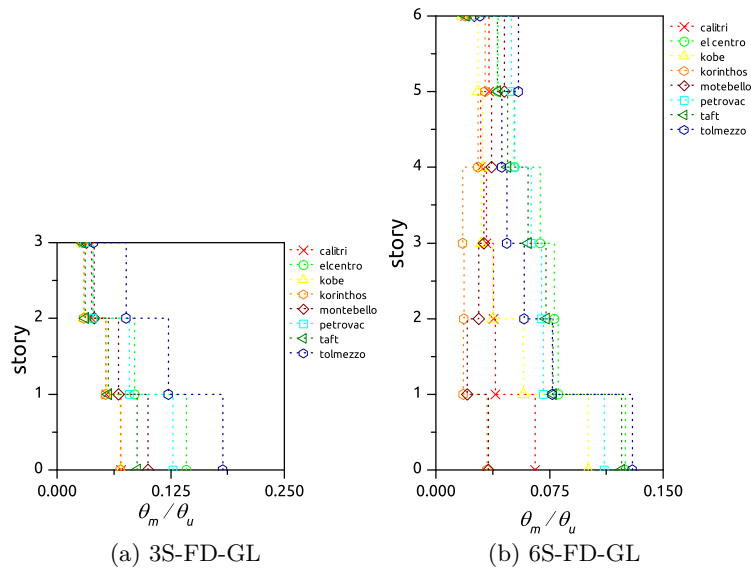 6
5
4
3
2
1
0
story
0.000
0.075
0.150
θm / θu
calitri
el centro
kobe
korinthos
motebello
petrovac
taft
tolmezzo
3
2
1
0
story
0.000
0.125
0.250
θm / θu
calitri
elcentro
kobe
korinthos
montebello
petrovac
taft
tolmezzo
(a) 3S-FD-GL
(b) 6S-FD-GL